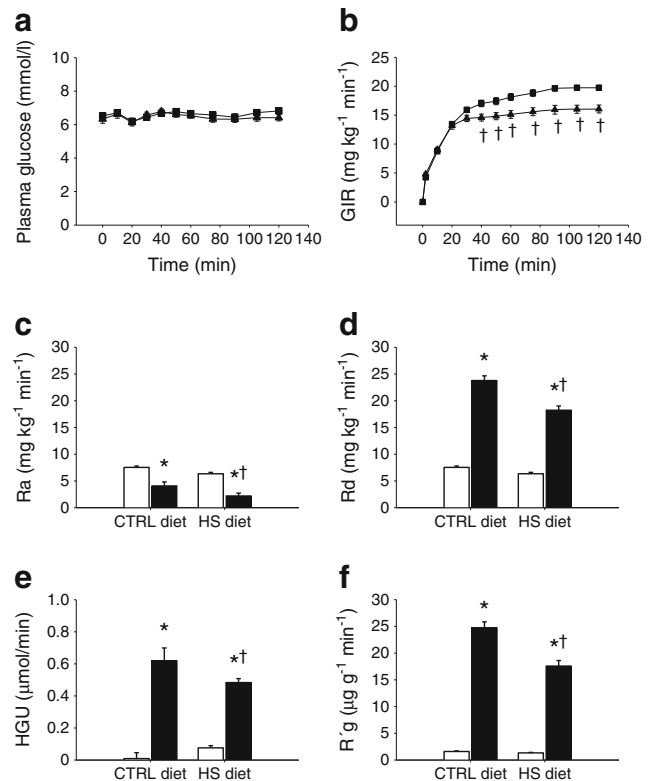 a
Plasma glucose (mmol/l)
10
8
6
4
2
0
0 20 40 60 80 100 120 140
Time (min)
b
GIR (mg kg⁻¹ min⁻¹)
25
20
15
10
5
0
† † † † † † †
0 20 40 60 80 100 120 140
Time (min)
c
Ra (mg kg⁻¹ min⁻¹)
30
25
20
15
10
5
0
*
*†
CTRL diet HS diet
d
Rd (mg kg⁻¹ min⁻¹)
30
25
20
15
10
5
0
*
*†
CTRL diet HS diet
e
HGU (μmol/min)
1.0
0.8
0.6
0.4
0.2
0
*
*†
CTRL diet HS diet
f
R´g (μg g⁻¹ min⁻¹)
30
25
20
15
10
5
0
*
*†
CTRL diet HS diet